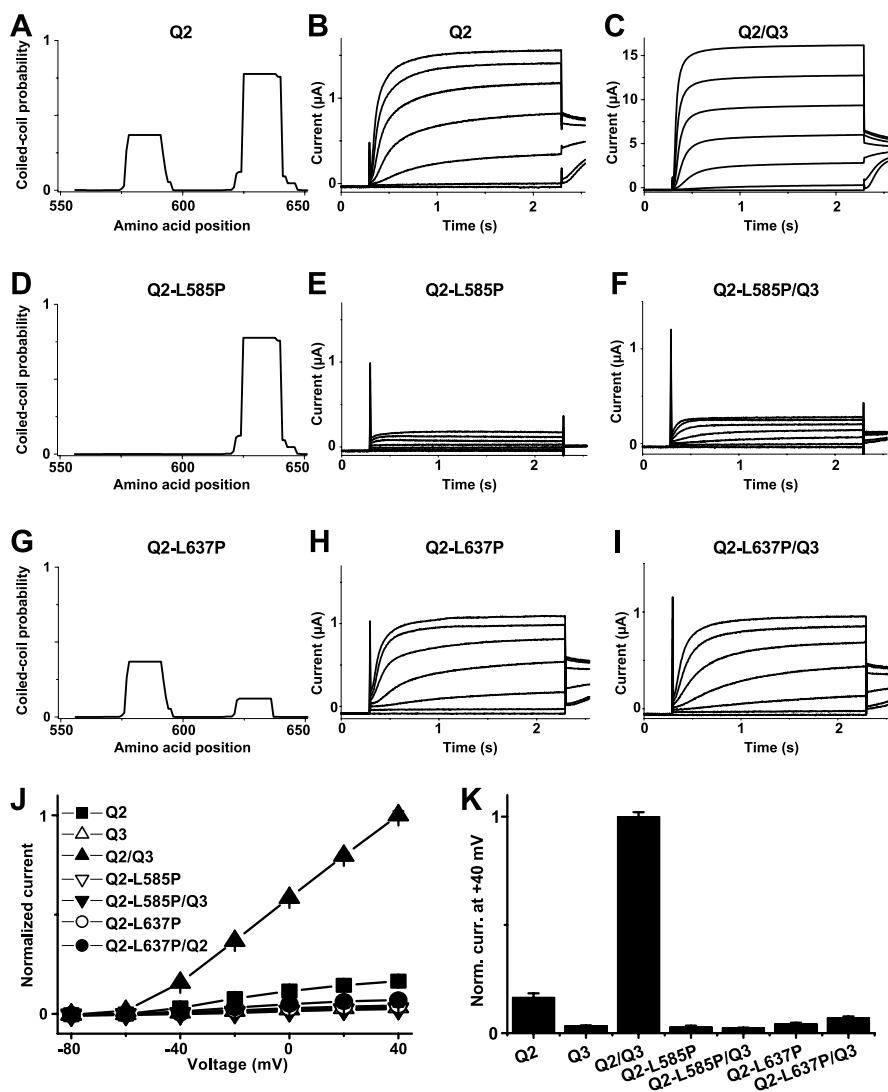 A
Q2
Coiled-coil probability
1
0
550
600
650
Amino acid position
B
Current (µA)
1
0
0
1
2
Time (s)
C
Q2/Q3
Current (µA)
15
10
5
0
0
1
2
Time (s)
D
Q2-L585P
Coiled-coil probability
1
0
550
600
650
Amino acid position
E
Q2-L585P
Current (µA)
1
0
0
1
2
Time (s)
F
Q2-L585P/Q3
Current (µA)
1
0
0
1
2
Time (s)
G
Q2-L637P
Coiled-coil probability
1
0
550
600
650
Amino acid position
H
Q2-L637P
Current (µA)
1
0
0
1
2
Time (s)
I
Q2-L637P/Q3
Current (µA)
1
0
0
1
2
Time (s)
J
Normalized current
1
0
Q2
Q3
Q2/Q3
Q2-L585P
Q2-L585P/Q3
Q2-L637P
Q2-L637P/Q2
-80
-40
0
40
Voltage (mV)
K
Norm. curr. at +40 mV
1
0
Q2
Q3
Q2/Q3
Q2-L585P
Q2-L585P/Q3
Q2-L637P
Q2-L637P/Q3